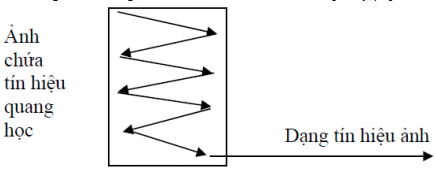 Ảnh
chứa
tín hiệu
quang
học
Dạng tín hiệu ảnh